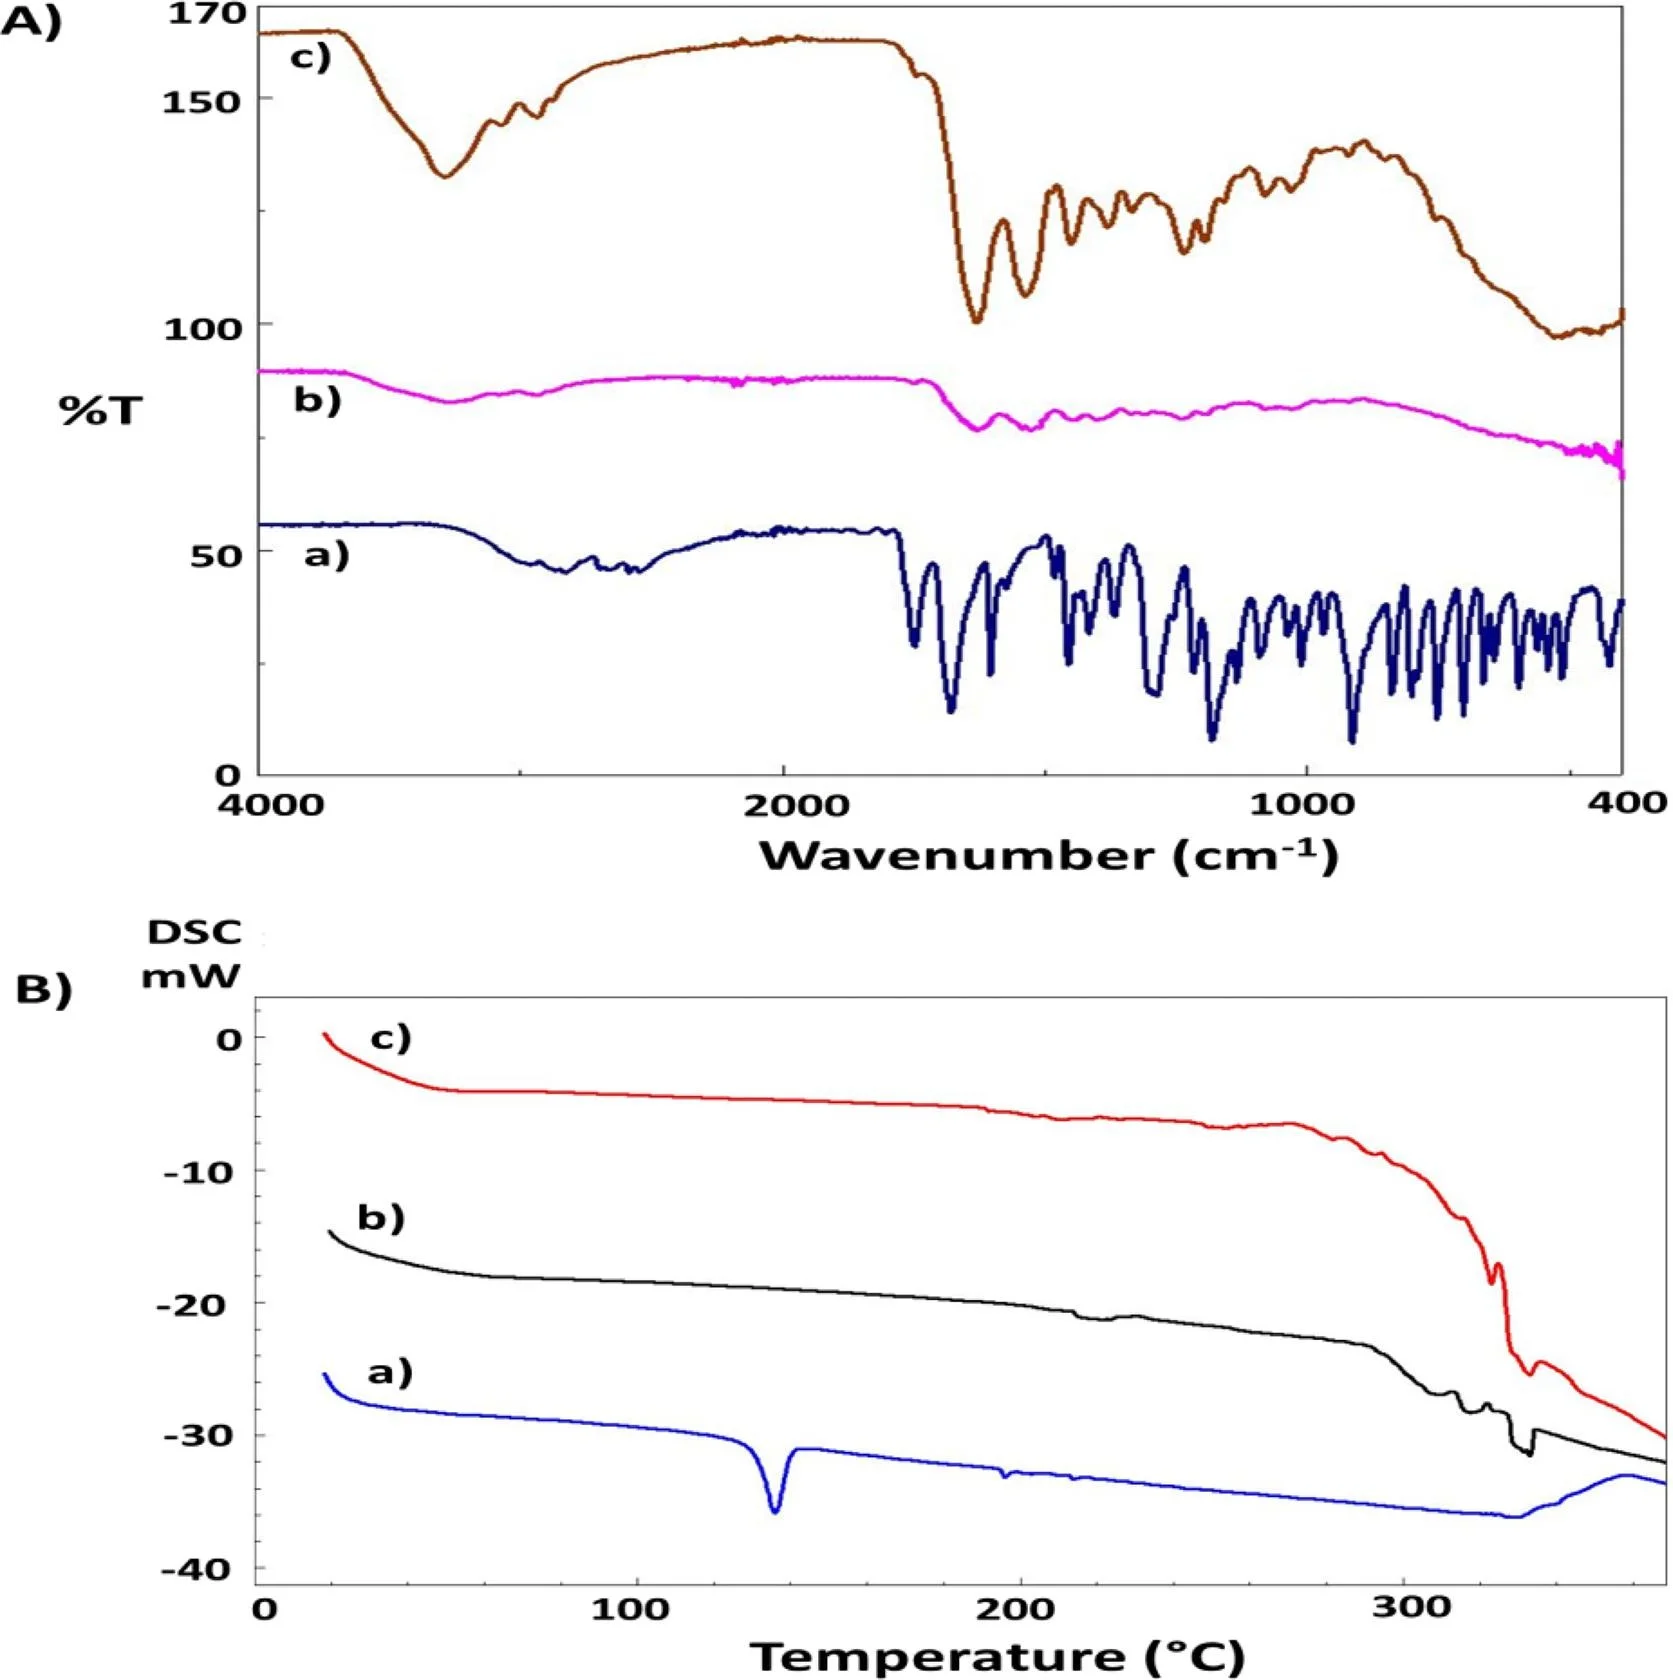 A)
170
c)
150
100
b)
%T
a)
50
0
4000 2000 1000 400
Wavenumber (cm-1)
DSC
mW
B)
c)
0
-10
b)
-20
a)
-30
-40
0 100 200 300
Temperature (°C)